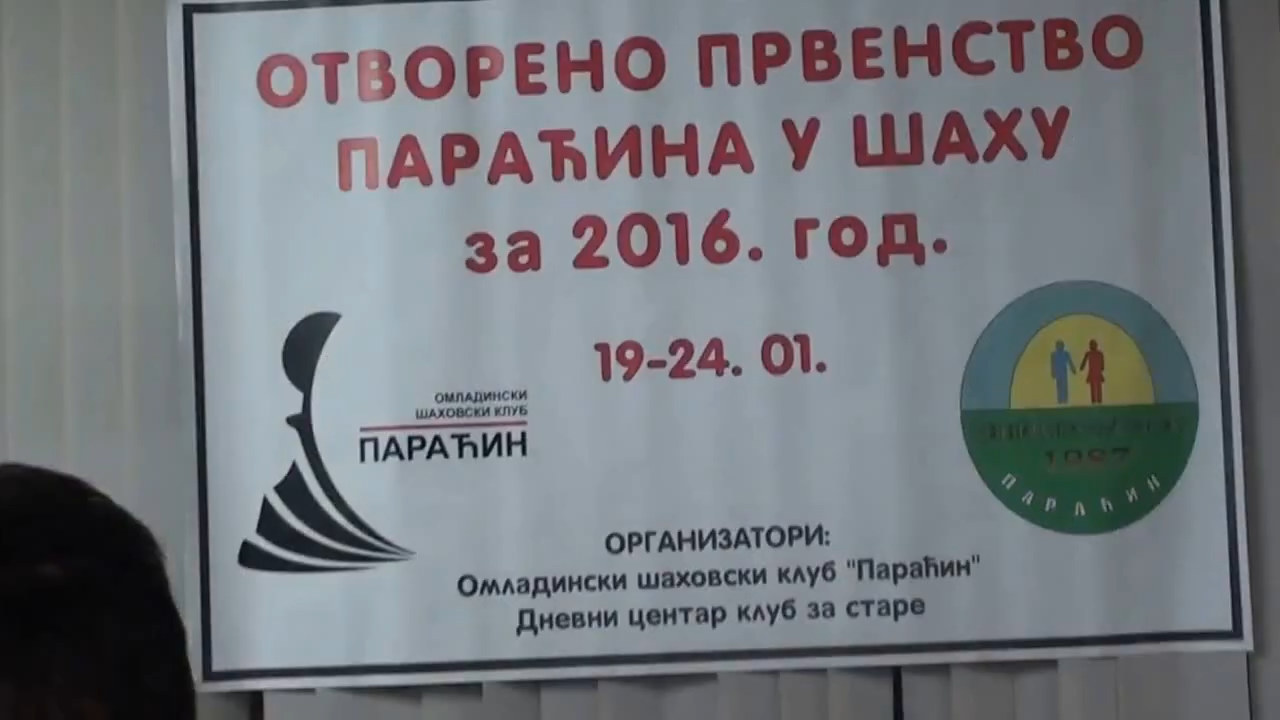 ОТВОРЕНО ПРВЕНСТВО
ПАРАЋИНА У ШАХУ
за 2016. год.
19-24. 01.
ОМЛАДИНСКИ
ШАХОВСКИ КЛУБ
ПАРАЋИН
ПАРАЋИН
ОРГАНИЗАТОРИ:
Омладински шаховски клуб "Параћин"
Дневни центар клуб за старе